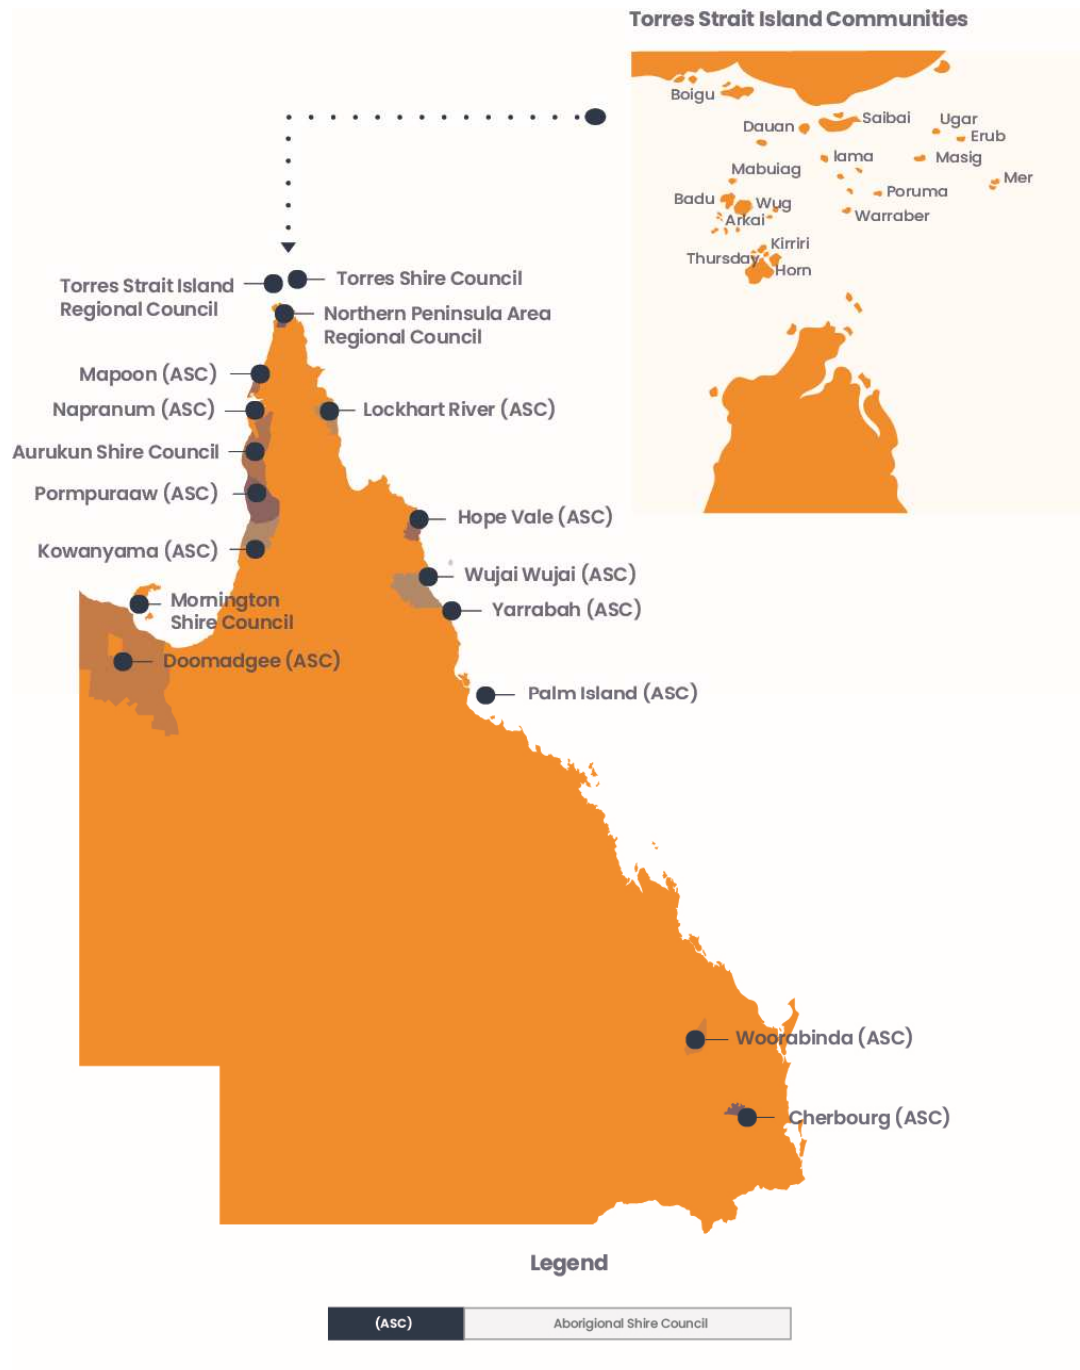 Torres Strait Island Communities
Boigu
Dauan
Saibai
Ugar
Erub
Iama
Masig
Mabuiag
Mer
Badu
Wug
Poruma
Arkai
Warraber
Kirriri
Thursday
Horn
Torres Strait Island
Regional Council
Torres Shire Council
Northern Peninsula Area
Regional Council
Mapoon (ASC)
Napranum (ASC)
Lockhart River (ASC)
Aurukun Shire Council
Pormpuraaw (ASC)
Hope Vale (ASC)
Kowanyama (ASC)
Wujai Wujai (ASC)
Mornington
Shire Council
Yarrabah (ASC)
Doomadgee (ASC)
Palm Island (ASC)
Woorabinda (ASC)
Cherbourg (ASC)
Legend
(ASC)
Aborigional Shire Council